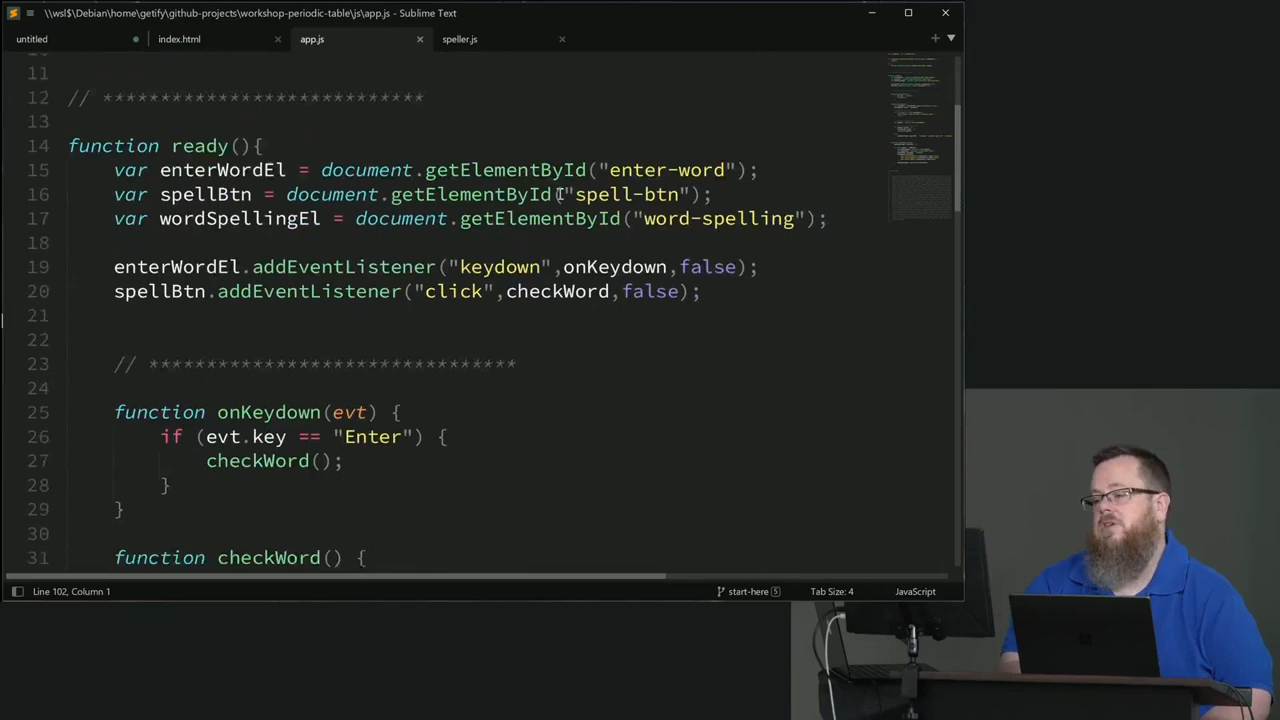 \\wsl$\Debian\home\getify\github-projects\workshop-periodic-table\js\app.js - Sublime Text
untitled
index.html
app.js
speller.js
11
12 // ****************************
13
14 function ready(){
15 var enterWordEl = document.getElementById("enter-word");
16 var spellBtn = document.getElementById("spell-btn");
17 var wordSpellingEl = document.getElementById("word-spelling");
18
19 enterWordEl.addEventListener("keydown",onKeydown,false);
20 spellBtn.addEventListener("click",checkWord,false);
21
22
23 // ********************************
24
25 function onKeydown(evt) {
26 if (evt.key == "Enter") {
27 checkWord();
28 }
29 }
30
31 function checkWord() {
Line 102, Column 1
start-here 5
Tab Size: 4
JavaScript